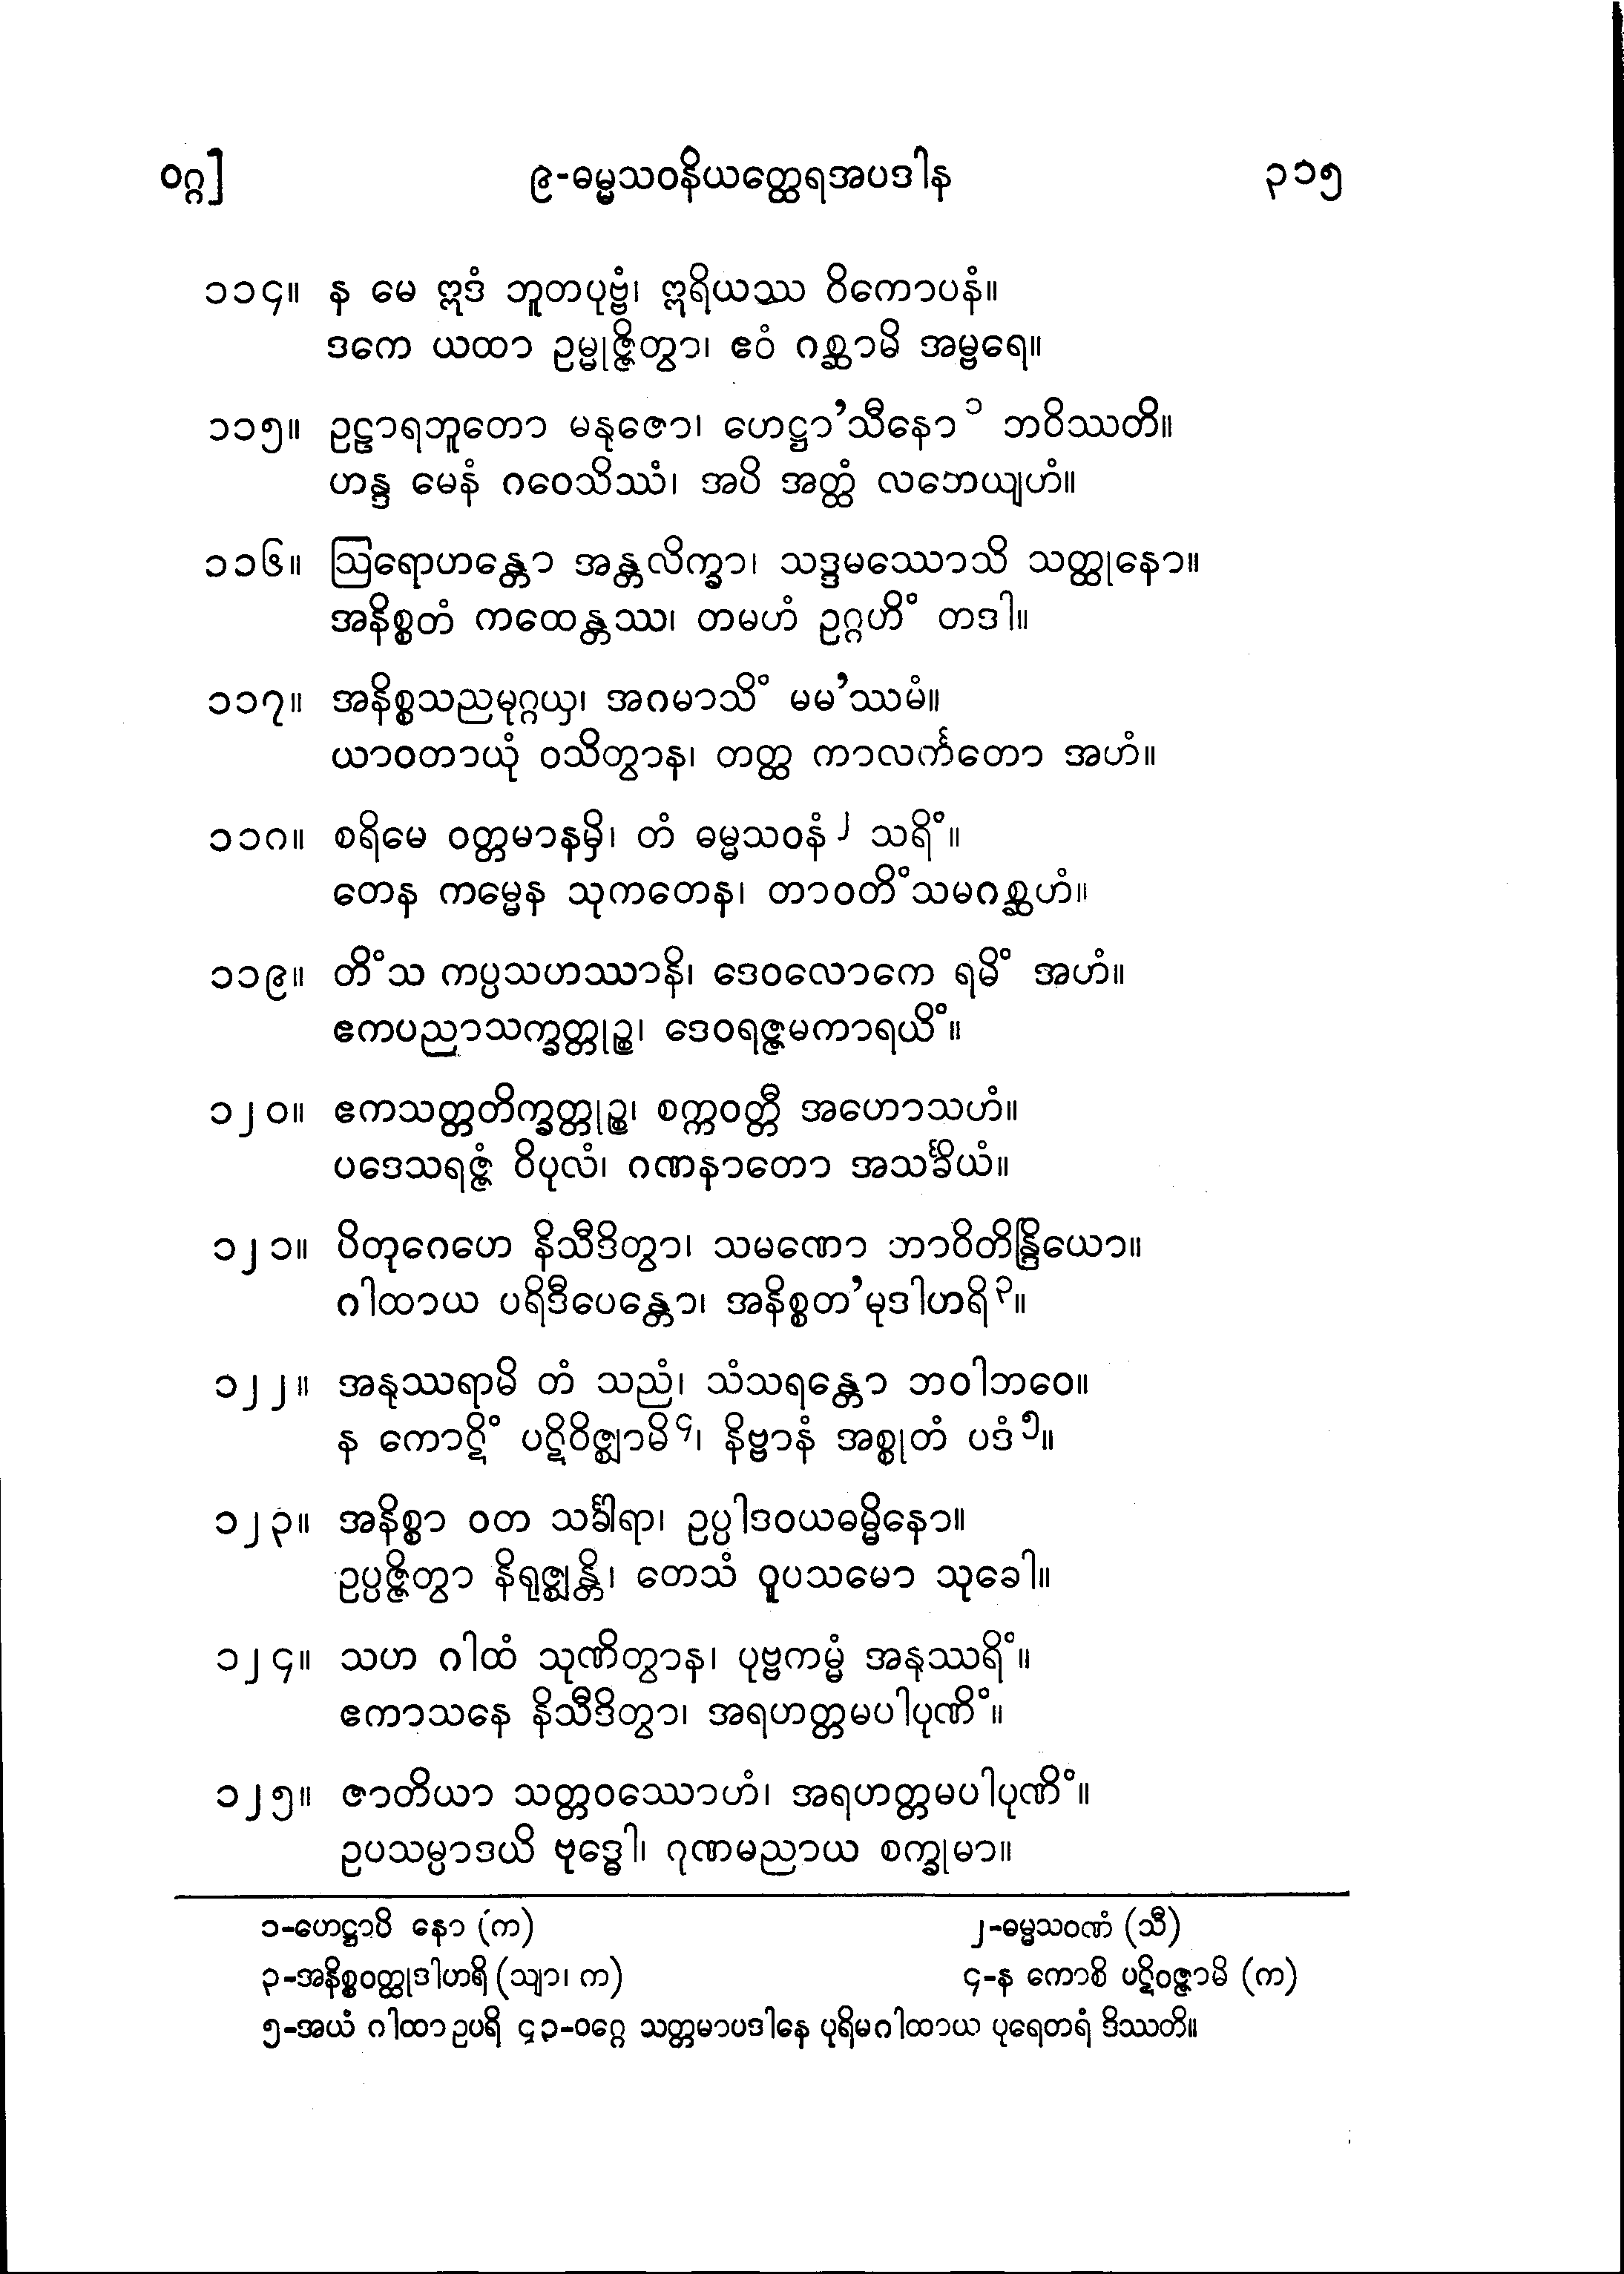 ဝဂ္ဂ] ၉-ဓမ္မသဝနိယတ္ထေရအပဒါန ၃၁၅
၁၁၄။ န မေ ဣဒံ ဘူတပုဗ္ဗံ၊ ဣရိယဿ ဝိကောပနံ။
ဒကေ ယထာ ဥမ္မုဇ္ဇိတွာ၊ ဧဝံ ဂစ္ဆာမိ အမ္ဗရေ။
၁၁၅။ ဥဠာရဘူတော မနုဇော၊ ဟေဋ္ဌာ’သီနော ၁ ဘဝိဿတိ။
ဟန္ဒ မေနံ ဂဝေသိဿံ၊ အပိ အတ္ထံ လဘေယျဟံ။
၁၁၆။ ဩရောဟန္တော အန္တလိက္ခာ၊ သဒ္ဒမဿောသိ သတ္ထုနော။
အနိစ္စတံ ကထေန္တဿ၊ တမဟံ ဥဂ္ဂဟိံ တဒါ။
၁၁၇။ အနိစ္စသညမုဂ္ဂယှ၊ အဂမာသိံ မမ’ဿမံ။
ယာဝတာယုံ ဝသိတွာန၊ တတ္ထ ကာလင်္ကတော အဟံ။
၁၁၈။ စရိမေ ဝတ္တမာနမှိ၊ တံ ဓမ္မသဝနံ ၂ သရိံ။
တေန ကမ္မေန သုကတေန၊ တာဝတိံသမဂစ္ဆဟံ။
၁၁၉။ တိံသ ကပ္ပသဟဿာနိ၊ ဒေဝလောကေ ရမိံ အဟံ။
ဧကပညာသက္ခတ္တုဉ္စ၊ ဒေဝရဇ္ဇမကာရယိံ။
၁၂၀။ ဧကသတ္တတိက္ခတ္တုဉ္စ၊ စက္ကဝတ္တီ အဟောသဟံ။
ပဒေသရဇ္ဇံ ဝိပုလံ၊ ဂဏနာတော အသင်္ခိယံ။
၁၂၁။ ပိတုဂေဟေ နိသီဒိတွာ၊ သမဏော ဘာဝိတိန္ဒြိယော။
ဂါထာယ ပရိဒီပေန္တော၊ အနိစ္စတ’မုဒါဟရိ ၃။
၁၂၂။ အနုဿရာမိ တံ သညံ၊ သံသရန္တော ဘဝါဘဝေ။
န ကောဋိံ ပဋိဝိဇ္ဈာမိ ၄၊ နိဗ္ဗာနံ အစ္စုတံ ပဒံ ၅။
၁၂၃။ အနိစ္စာ ဝတ သင်္ခါရာ၊ ဥပ္ပါဒဝယဓမ္မိနော။
ဥပ္ပဇ္ဇိတွာ နိရုဇ္ဈန္တိ၊ တေသံ ဝူပသမော သုခေါ။
၁၂၄။ သဟ ဂါထံ သုဏိတွာန၊ ပုဗ္ဗကမ္မံ အနုဿရိံ။
ဧကာသနေ နိသီဒိတွာ၊ အရဟတ္တမပါပုဏိံ။
၁၂၅။ ဇာတိယာ သတ္တဝဿောဟံ၊ အရဟတ္တမပါပုဏိံ။
ဥပသမ္ပာဒယိ ဗုဒ္ဓေါ၊ ဂုဏမညာယ စက္ခုမာ။
၁-ဟေဋ္ဌာပိ နော (က) ၂-ဓမ္မသဝဏံ (သီ)
၃-အနိစ္စဝတ္ထုဒါဟရိ (သျာ၊ က) ၄-န ကောစိ ပဋိဝဇ္ဇာမိ (က)
၅-အယံ ဂါထာ ဥပရိ ၄၃-ဝဂ္ဂေ သတ္တမာပဒါနေ ပုရိမဂါထာယ ပုရေတရံ ဒိဿတိ။